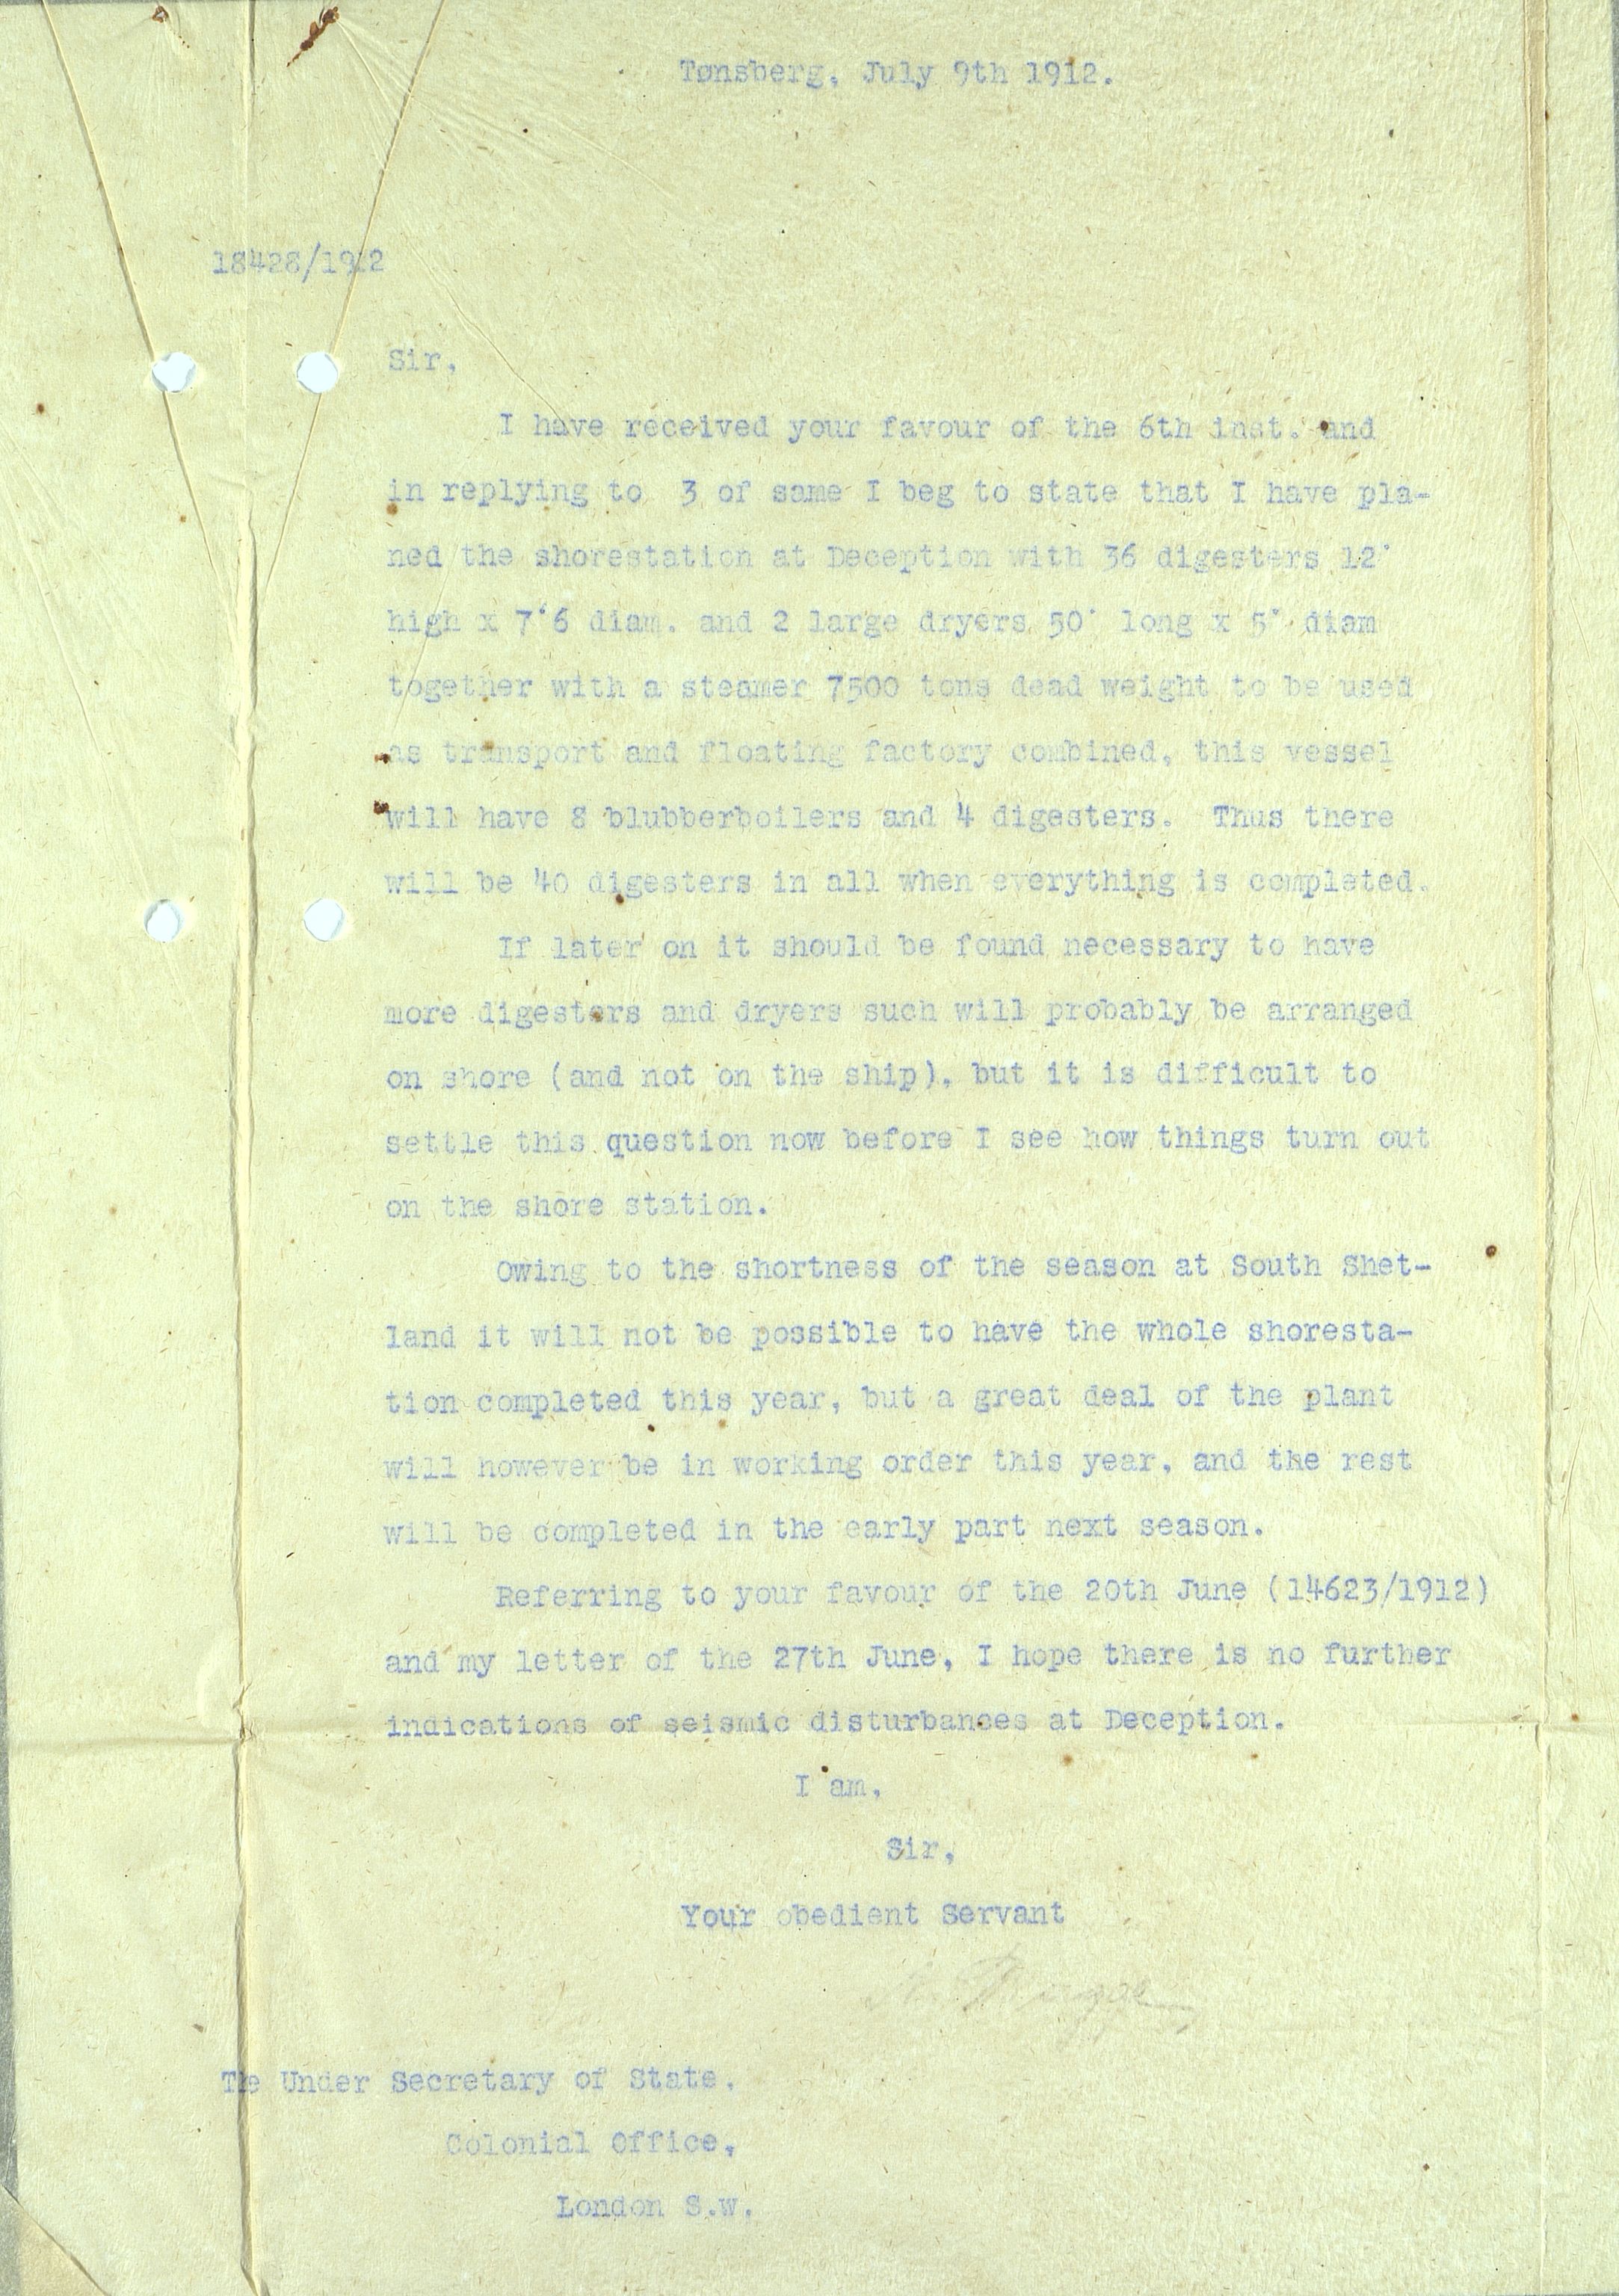 Tønsberg, July 9th 1912.
18428/1912
Sir,
I have received your favour of the 6th inst. and
in replying to 3 of same I beg to state that I have pla-
ned the shorestation at Deception with 36 digesters 12'
high x 7'6 diam. and 2 large dryers 50' long x 5' diam
together with a steamer 7500 tons dead weight to be used
as transport and floating factory combined, this vessel
will have 8 blubberboilers and 4 digesters. Thus there
will be 40 digesters in all when everything is completed.
If later on it should be found necessary to have
more digesters and dryers such will probably be arranged
on shore (and not on the ship), but it is difficult to
settle this question now before I see how things turn out
on the shore station.
Owing to the shortness of the season at South Shet-
land it will not be possible to have the whole shoresta-
tion completed this year, but a great deal of the plant
will however be in working order this year, and the rest
will be completed in the early part next season.
Referring to your favour of the 20th June (14623/1912)
and my letter of the 27th June, I hope there is no further
indications of seismic disturbances at Deception.
I am,
Sir,
Your obedient Servant
The Under Secretary of State,
Colonial Office,
London S.W.